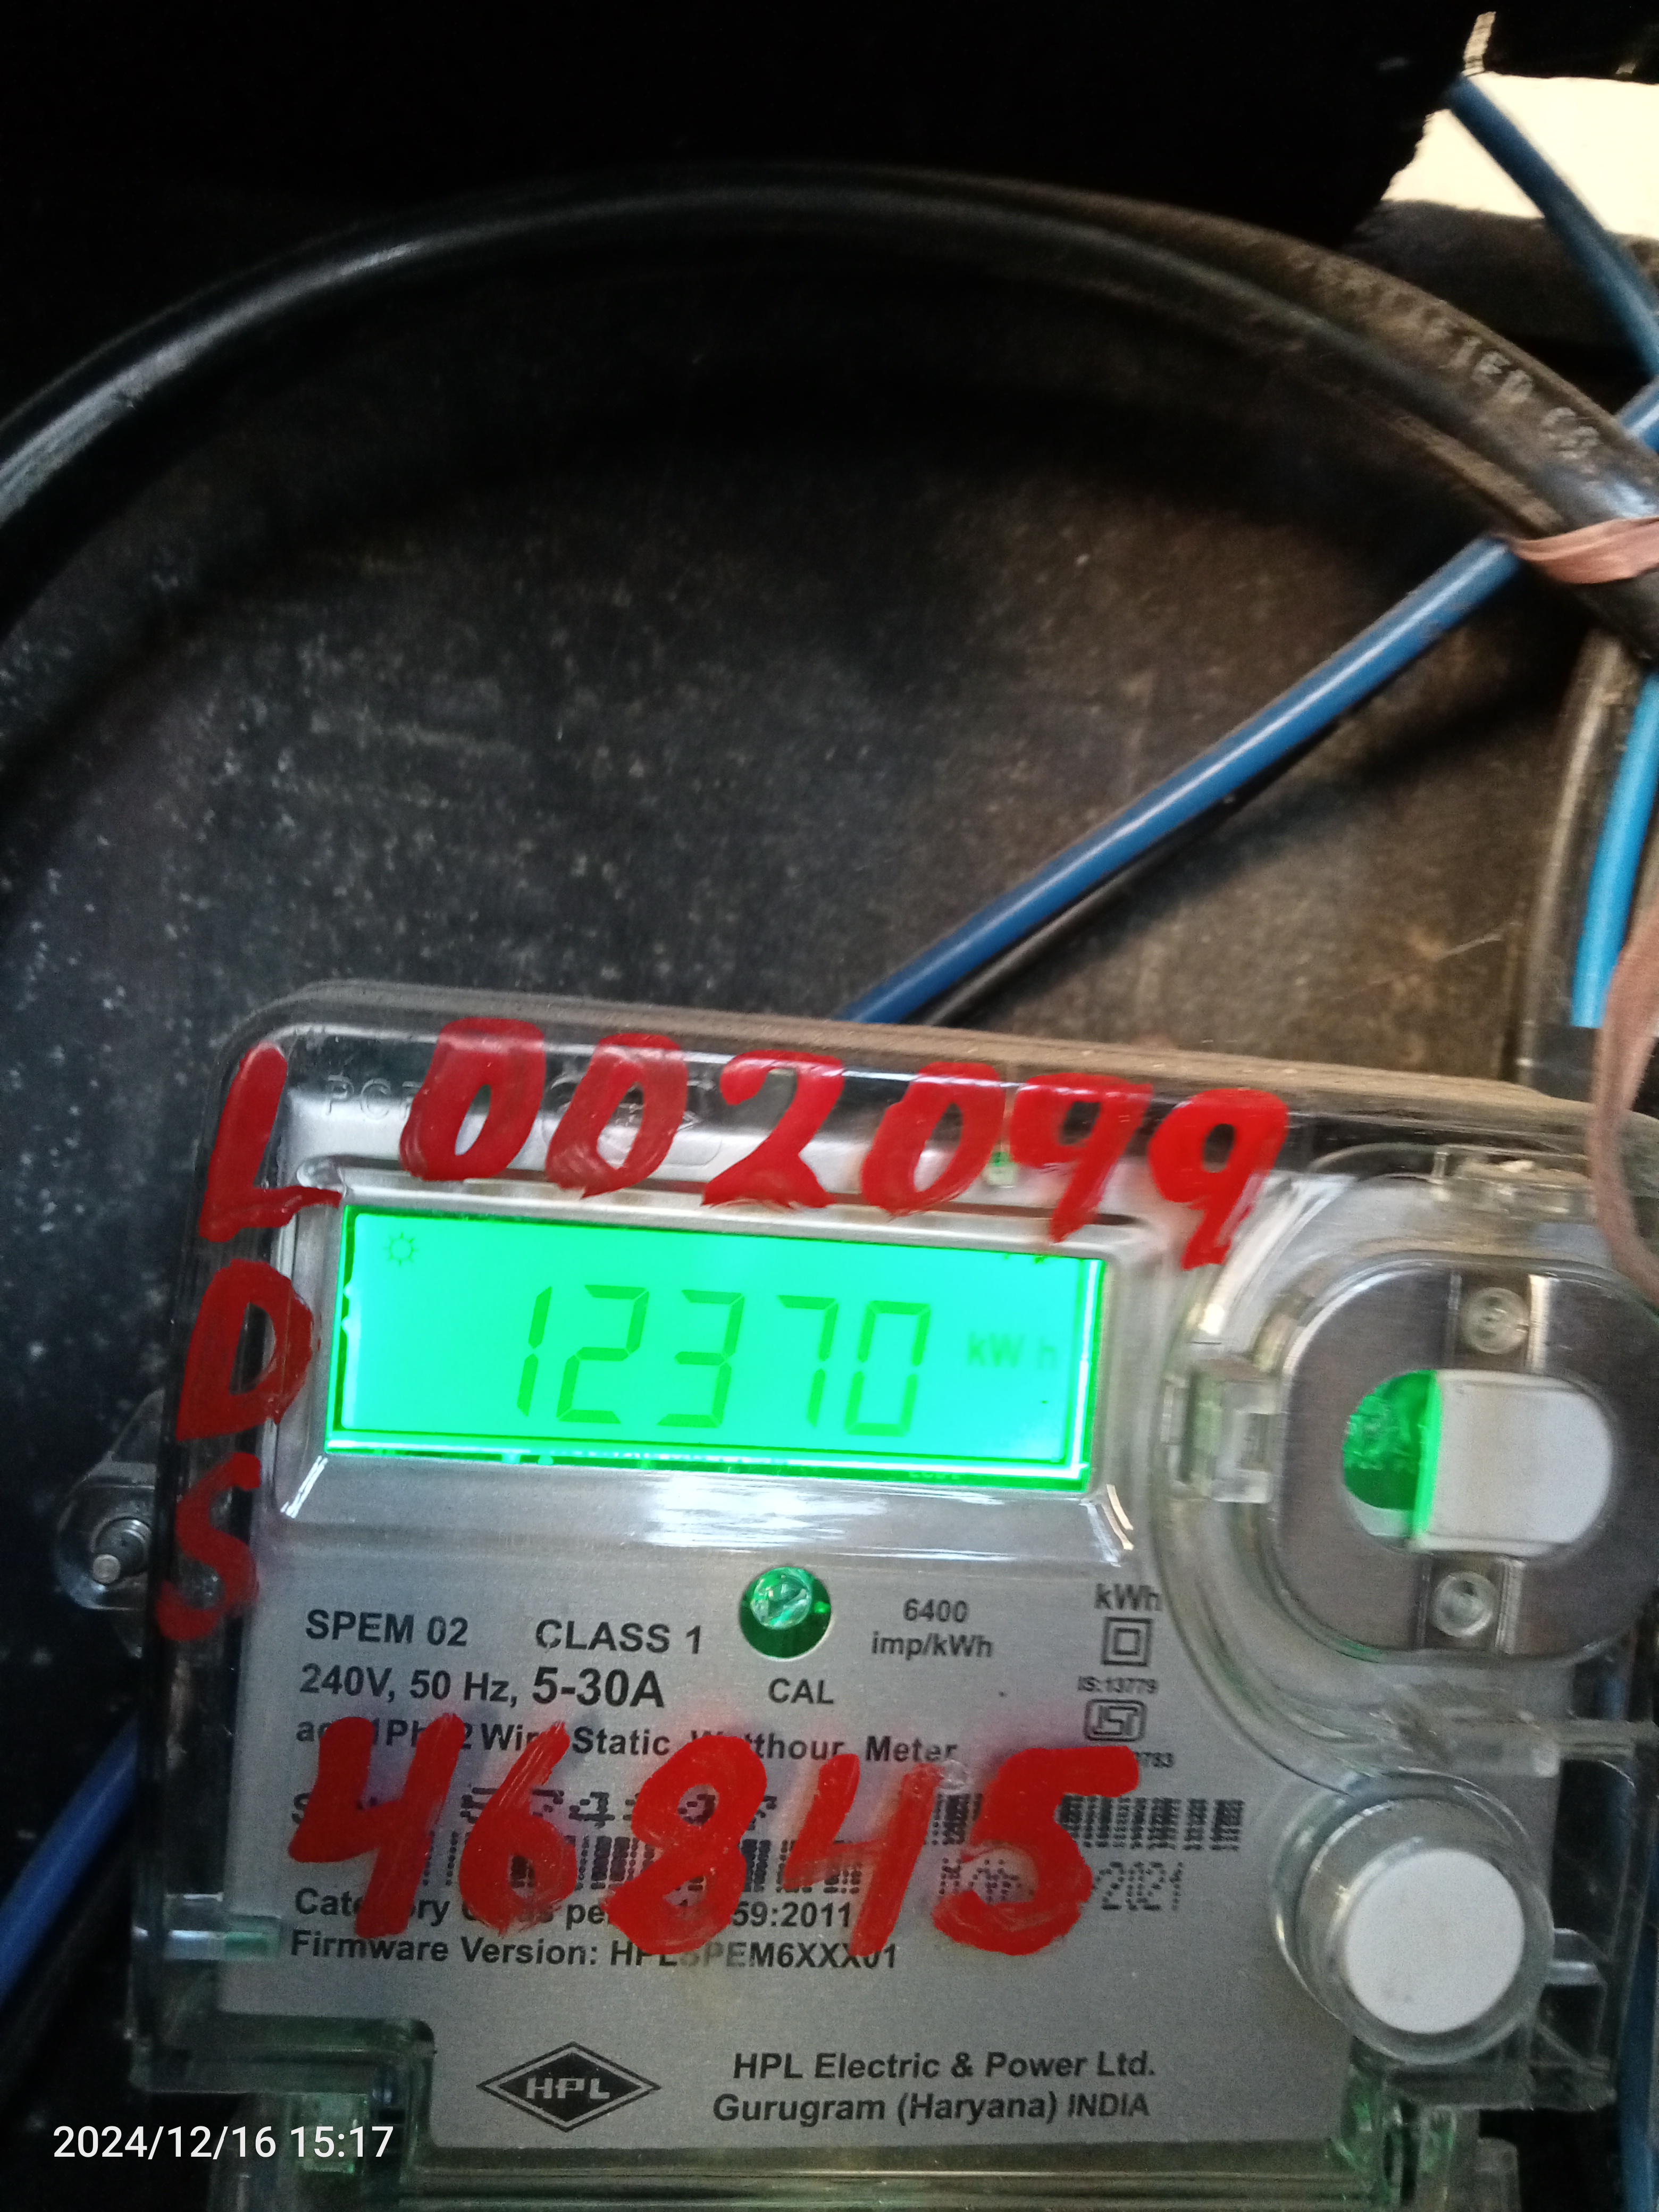 L 002099
D
S
12370 kWh
SPEM 02 CLASS 1
6400 imp/kWh
kWh
240V, 50 Hz, 5-30A
CAL
IS:13779
Static Meter
46845
Firmware Version:
HPL
HPL Electric & Power Ltd.
Gurugram (Haryana) INDIA
2024/12/16 15:17